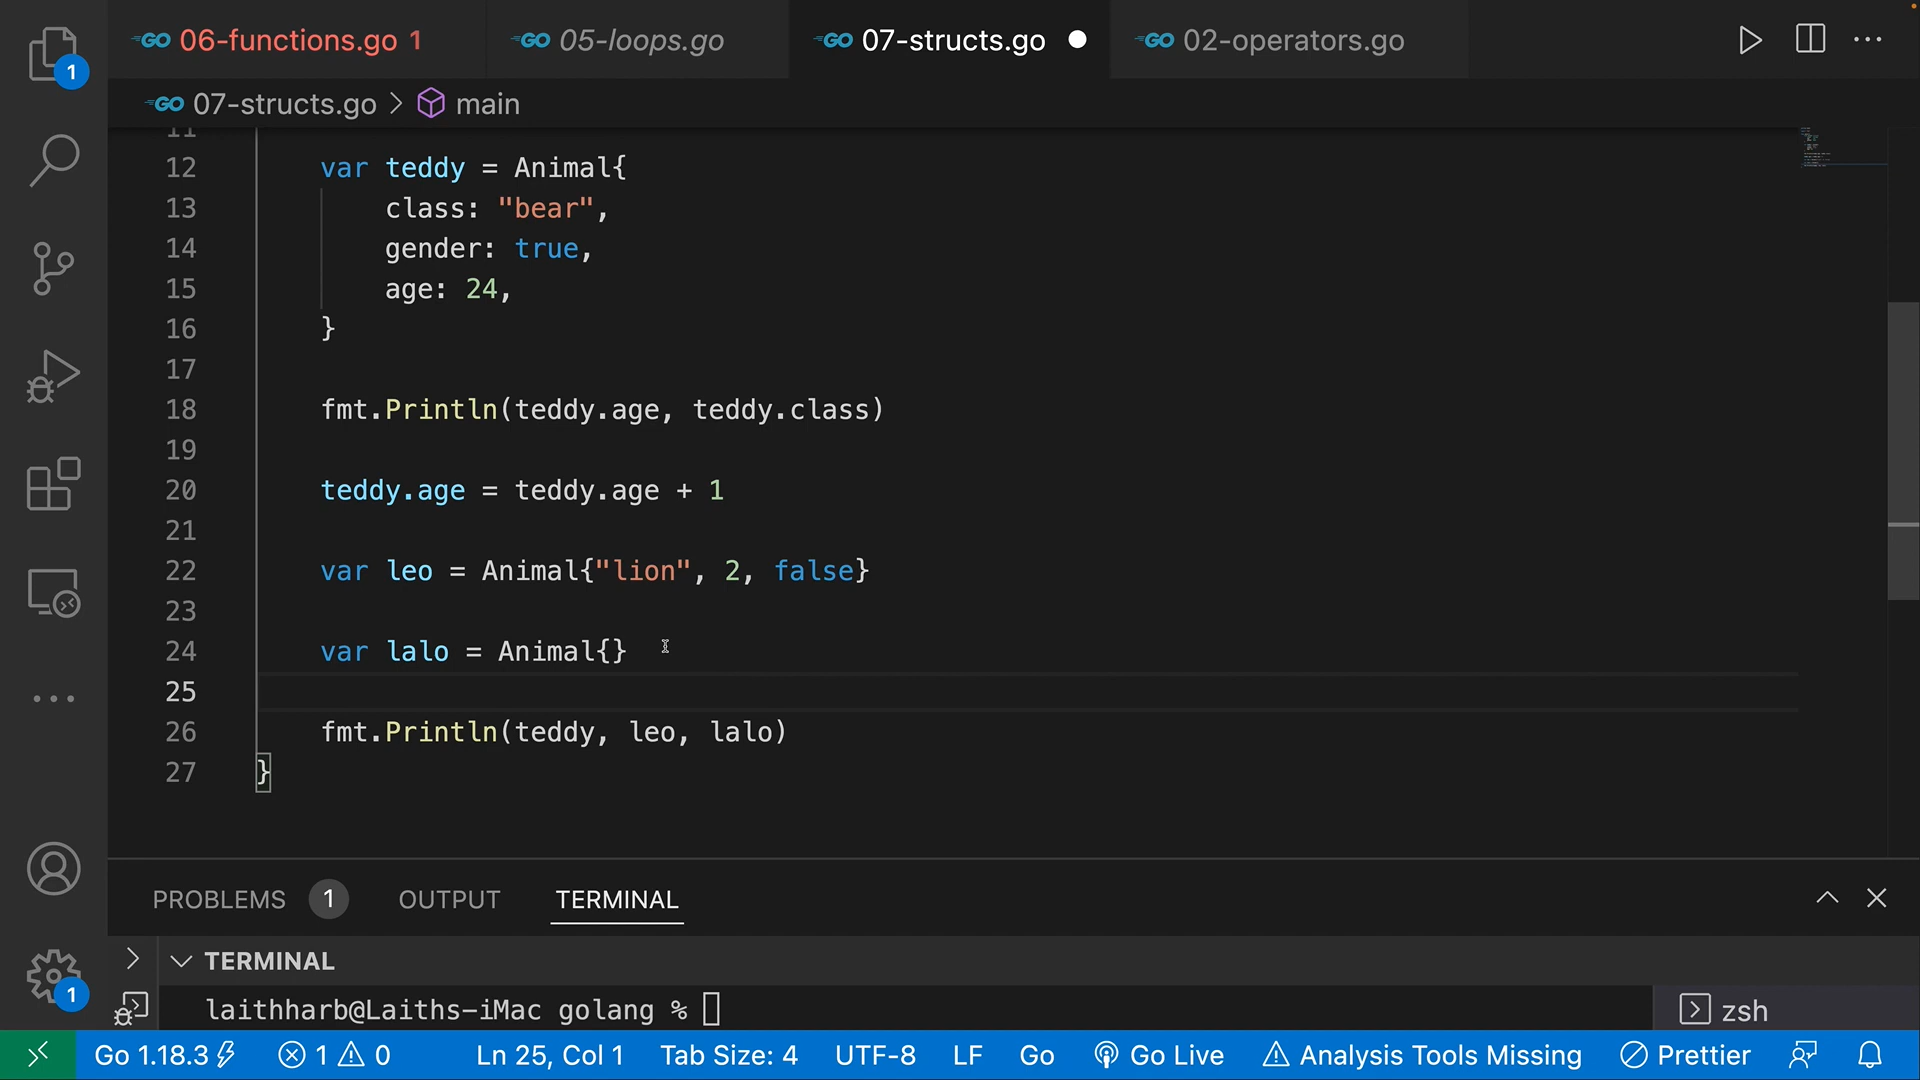 06-functions.go 1
05-loops.go
07-structs.go
02-operators.go
07-structs.go > main
11
12 var teddy = Animal{
13 class: "bear",
14 gender: true,
15 age: 24,
16 }
17
18 fmt.Println(teddy.age, teddy.class)
19
20 teddy.age = teddy.age + 1
21
22 var leo = Animal{"lion", 2, false}
23
24 var lalo = Animal{}
25
26 fmt.Println(teddy, leo, lalo)
27 }
1
PROBLEMS 1 OUTPUT TERMINAL
TERMINAL
laithharb@Laiths-iMac golang %
zsh
1
Go 1.18.3 1 0 Ln 25, Col 1 Tab Size: 4 UTF-8 LF Go Go Live Analysis Tools Missing Prettier